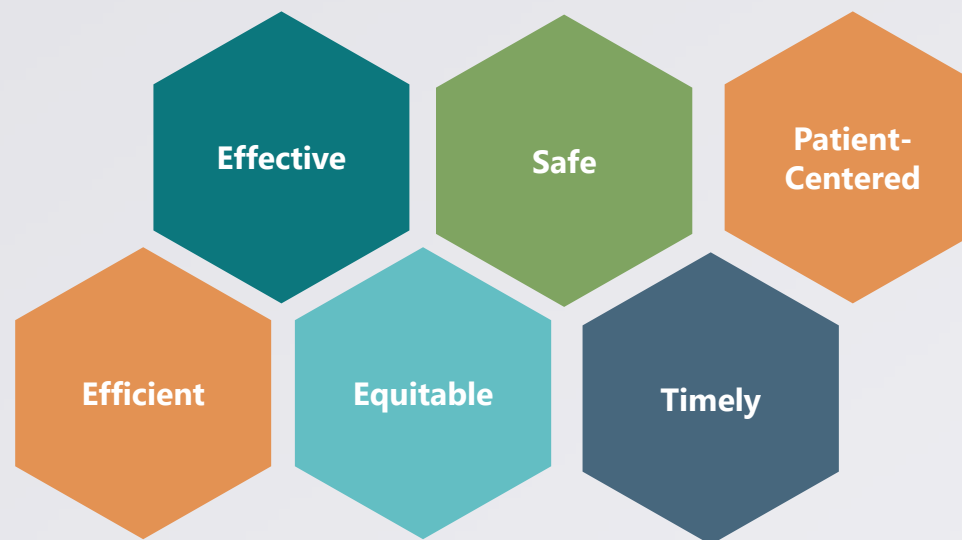 Effective
Safe
Patient-
Centered
Efficient
Equitable
Timely